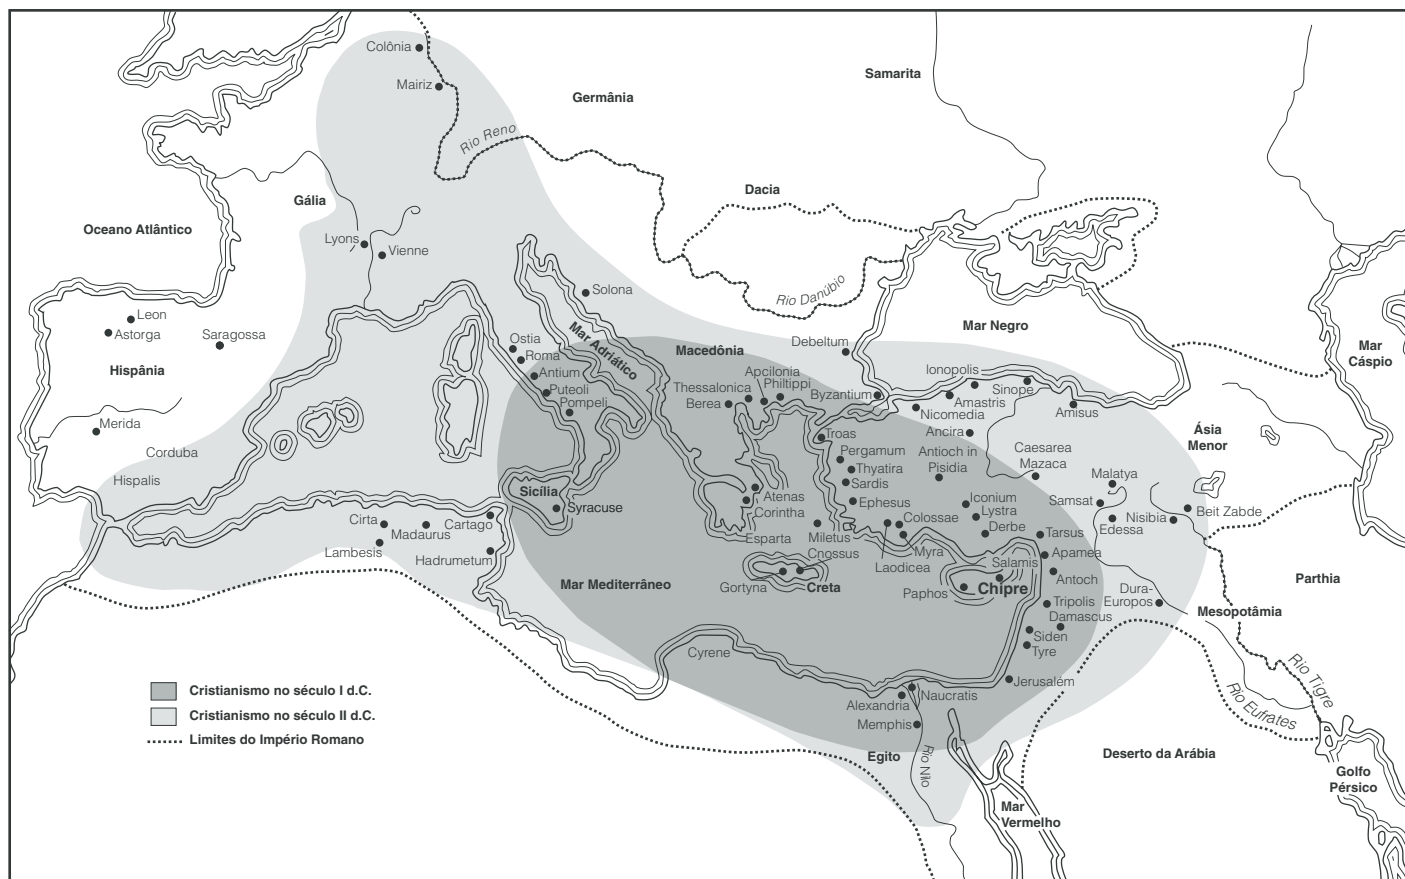 Colônia
Mairiz
Samarita
Germânia
Rio Reno
Dacia
Gália
Oceano Atlântico
Lyons
Vienne
Rio Danúbio
Solona
Leon
Astorga
Saragossa
Hispânia
Merida
Corduba
Hispalis
Ostia
Roma
Antium
Puteoli
Pompeli
Mar Adriático
Macedônia
Debeltum
Mar Negro
Mar
Cáspio
Apcilonia
Thessalonica
Philtippi
Berea
Byzantium
Ionopolis
Sinope
Amastris
Nicomedia
Amisus
Ancira
Ásia
Menor
Troas
Pergamum
Thyatira
Sardis
Ephesus
Antioch in
Pisidia
Caesarea
Mazaca
Malatya
Samsat
Edessa
Nisibia
Beit Zabde
Sicília
Syracuse
Atenas
Corintha
Esparta
Miletus
Cnossus
Gortyna
Creta
Colossae
Laodicea
Myra
Iconium
Lystra
Derbe
Tarsus
Apamea
Salamis
Antoch
Paphos
Chipre
Cirta
Madaurus
Cartago
Lambesis
Hadrumetum
Mar Mediterrâneo
Tripolis
Damascus
Siden
Tyre
Dura-
Europos
Mesopotâmia
Parthia
Cyrene
Jerusalém
Naucratis
Alexandria
Memphis
Egito
Rio Nilo
Rio Tigre
Rio Eufrates
Deserto da Arábia
Mar
Vermelho
Golfo
Pérsico
Cristianismo no século I d.C.
Cristianismo no século II d.C.
Limites do Império Romano